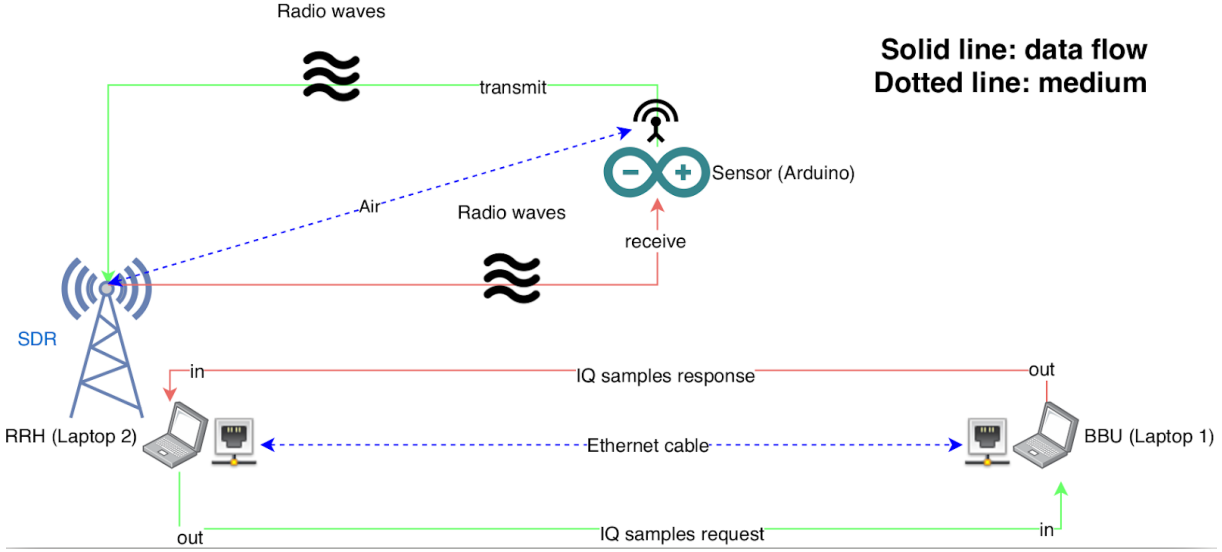 Radio waves
Solid line: data flow
Dotted line: medium
transmit
Sensor (Arduino)
Air
Radio waves
receive
SDR
in
IQ samples response
out
RRH (Laptop 2)
Ethernet cable
BBU (Laptop 1)
out
IQ samples request
in